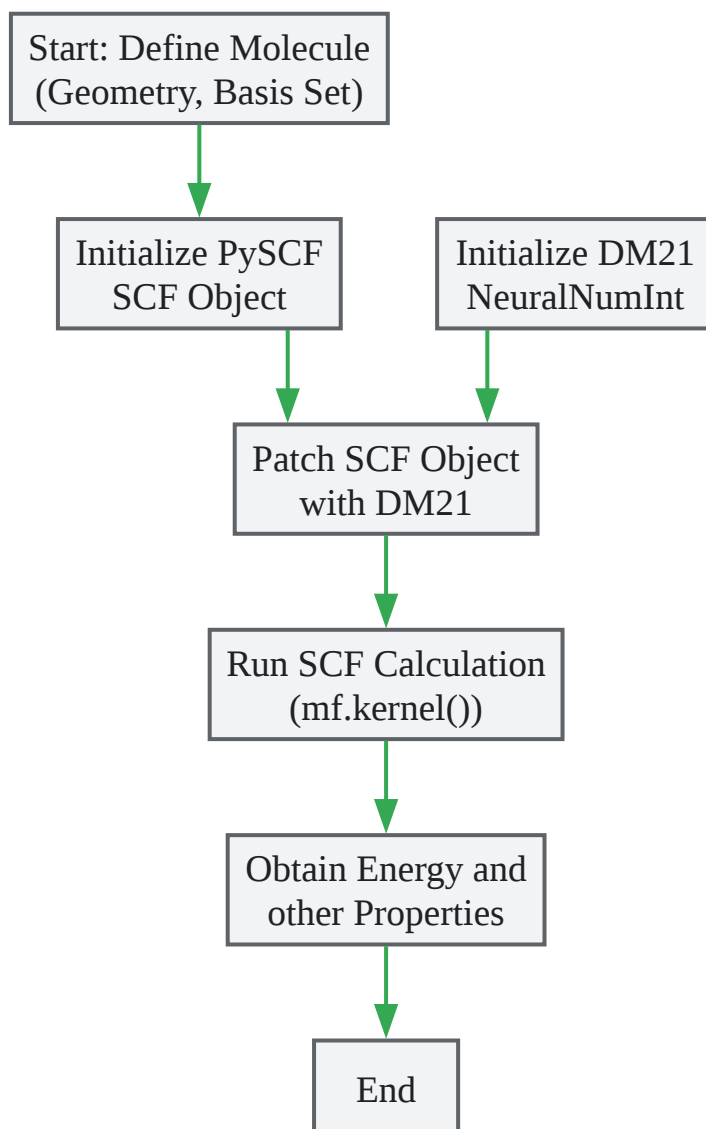 Start: Define Molecule
(Geometry, Basis Set)
Initialize PySCF
SCF Object
Initialize DM21
NeuralNumInt
Patch SCF Object
with DM21
Run SCF Calculation
(mf.kernel())
Obtain Energy and
other Properties
End